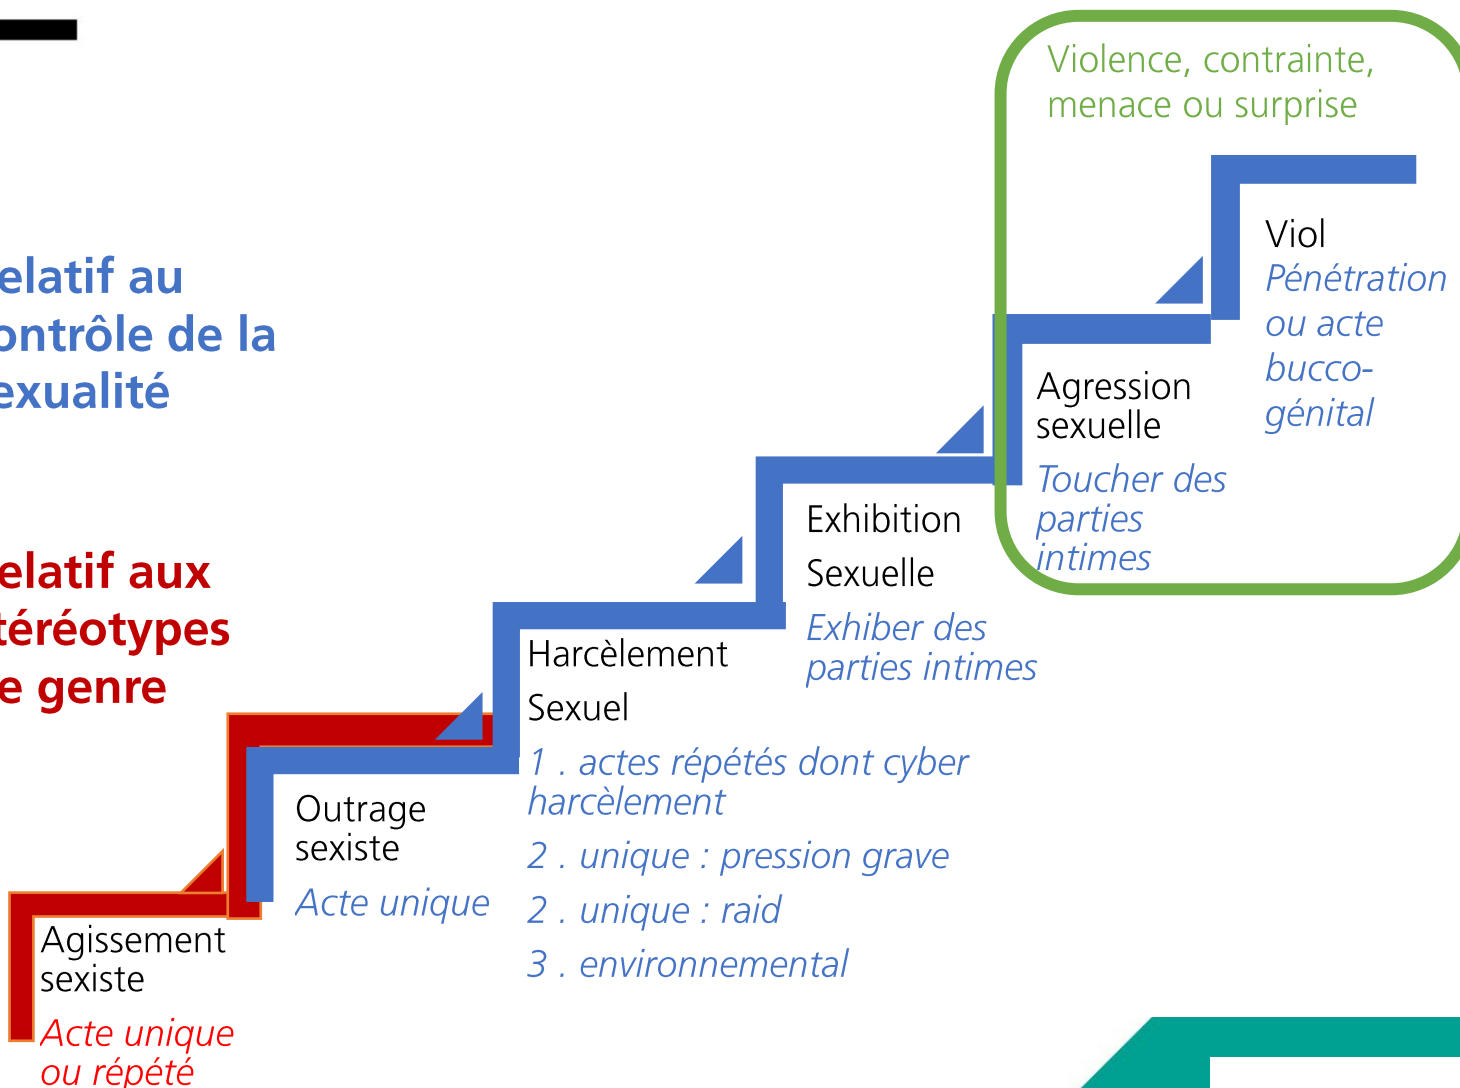 Violence, contrainte,
menace ou surprise
Viol
Pénétration
ou acte
bucco-
génital
elatif au
ontrôle de la
exualité
Agression
sexuelle
Toucher des
parties
intimes
Exhibition
Sexuelle
Exhiber des
parties intimes
elatif aux
téréotypes
e genre
Harcèlement
Sexuel
1 . actes répétés dont cyber
harcèlement
2 . unique : pression grave
2 . unique : raid
3 . environnemental
Outrage
sexiste
Acte unique
Agissement
sexiste
Acte unique
ou répété